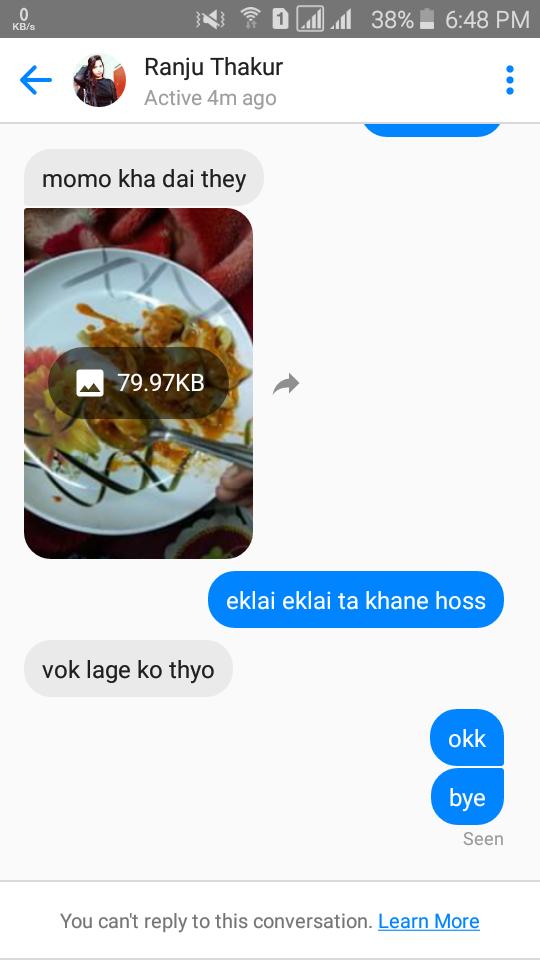 0
KB/s
1
38%
6:48 PM
Ranju Thakur
Active 4m ago
momo kha dai they
79.97KB
eklai eklai ta khane hoss
vok lage ko thyo
okk
bye
Seen
You can't reply to this conversation. Learn More